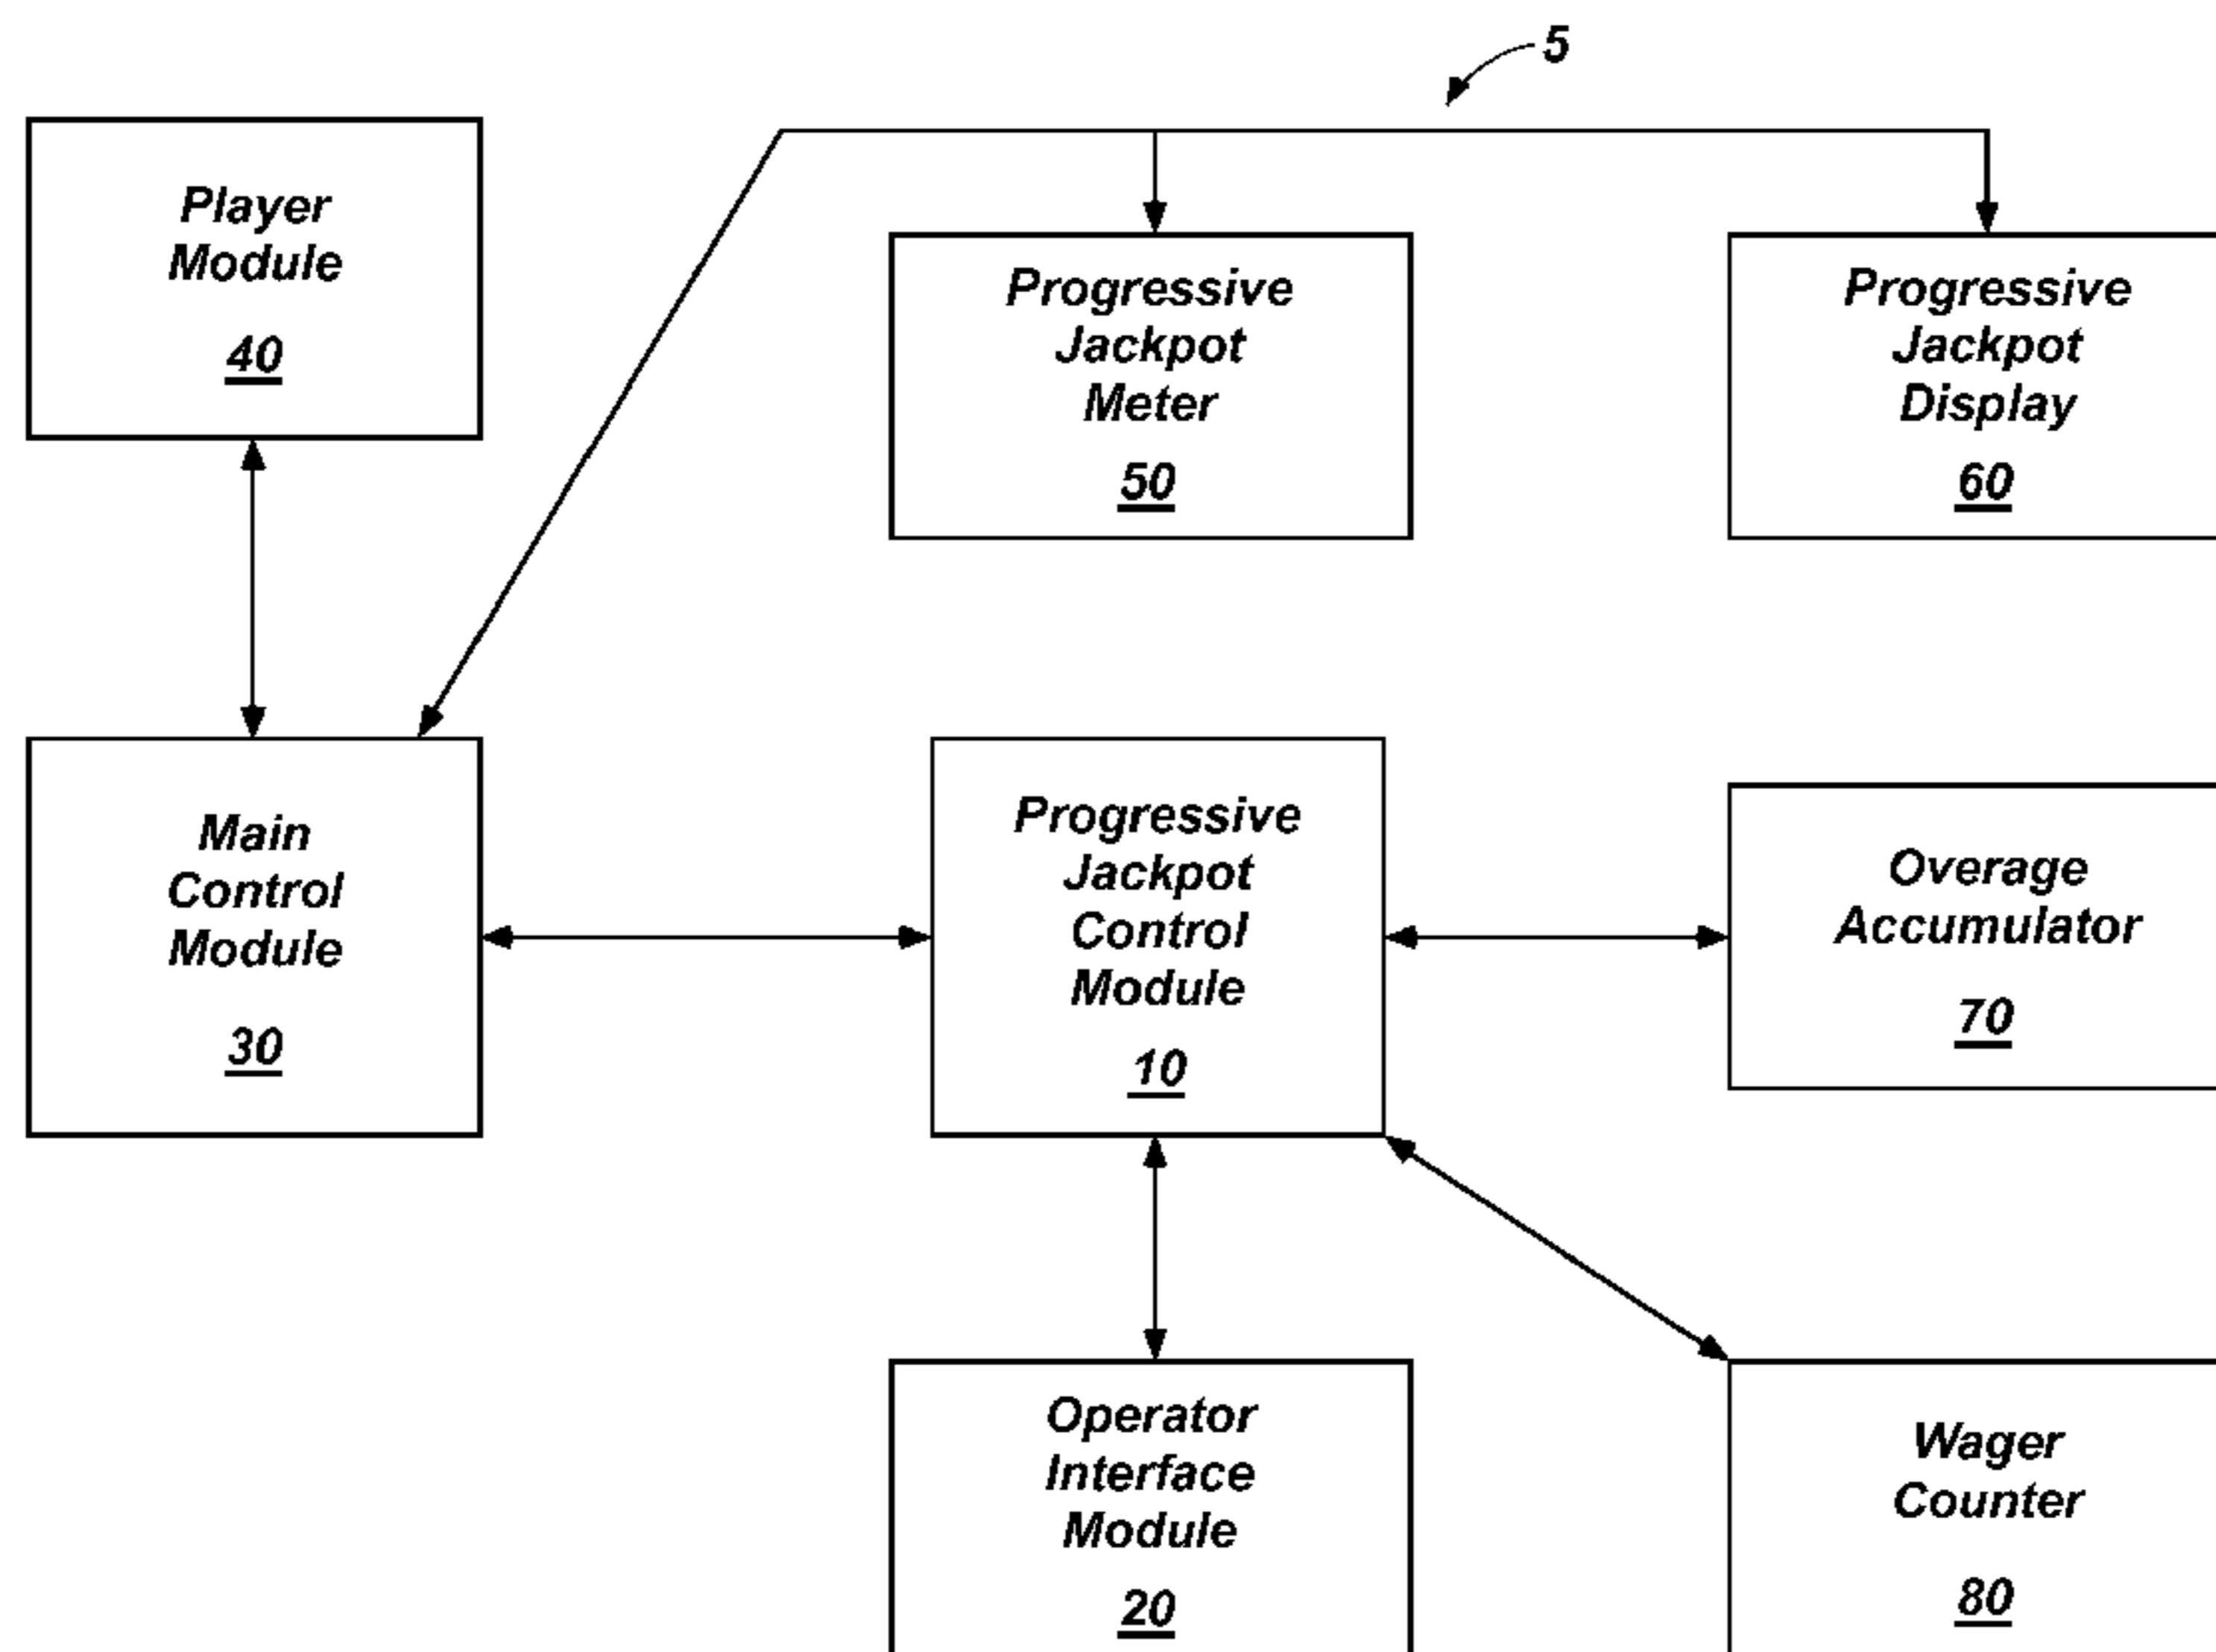 5
Player
Module
40
Progressive
Jackpot
Meter
50
Progressive
Jackpot
Display
60
Main
Control
Module
30
Progressive
Jackpot
Control
Module
10
Overage
Accumulator
70
Operator
Interface
Module
20
Wager
Counter
80